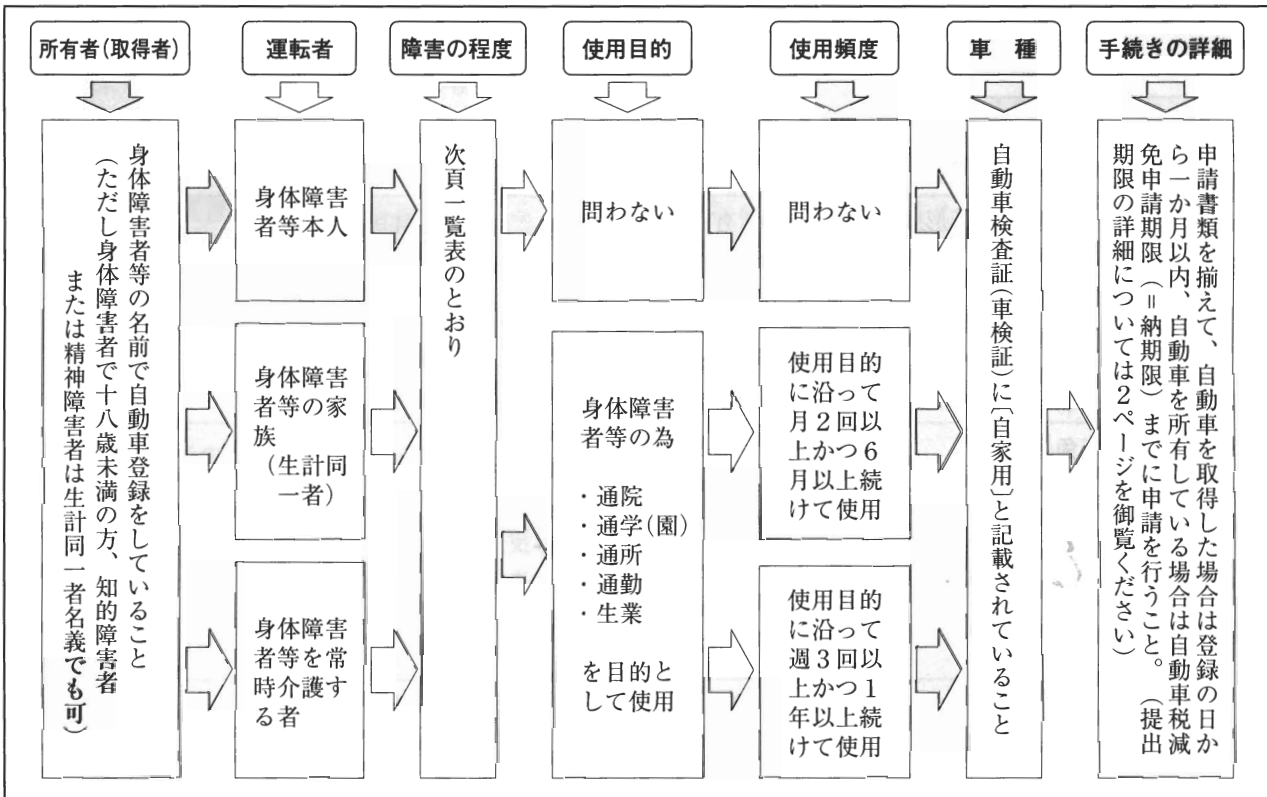 所有者(取得者)
運転者
障害の程度
使用目的
使用頻度
車 種
手続きの詳細
身体障害者等の名前で自動車登録をしていること
(ただし身体障害者で十八歳未満の方、知的障害者
または精神障害者は生計同一者名義でも可)
身体障害
者等本人
身体障害
者等の家
族
(生計同
一者)
身体障害
者等を常
時介護す
る者
次頁一覧表のとおり
問わない
身体障害
者等の為
・通院
・通学(園)
・通所
・通勤
・生業
を目的と
して使用
問わない
使用目的
に沿って
月2回以
上かつ6
月以上続
けて使用
使用目的
に沿って
週3回以
上かつ1
年以上続
けて使用
自動車検査証(車検証)に[自家用]と記載されていること
申請書類を揃えて、自動車を取得した場合は登録の日か
ら一か月以内、自動車を所有している場合は自動車税減
免申請期限(=納期限)までに申請を行うこと。(提出
期限の詳細については2ページを御覧ください)